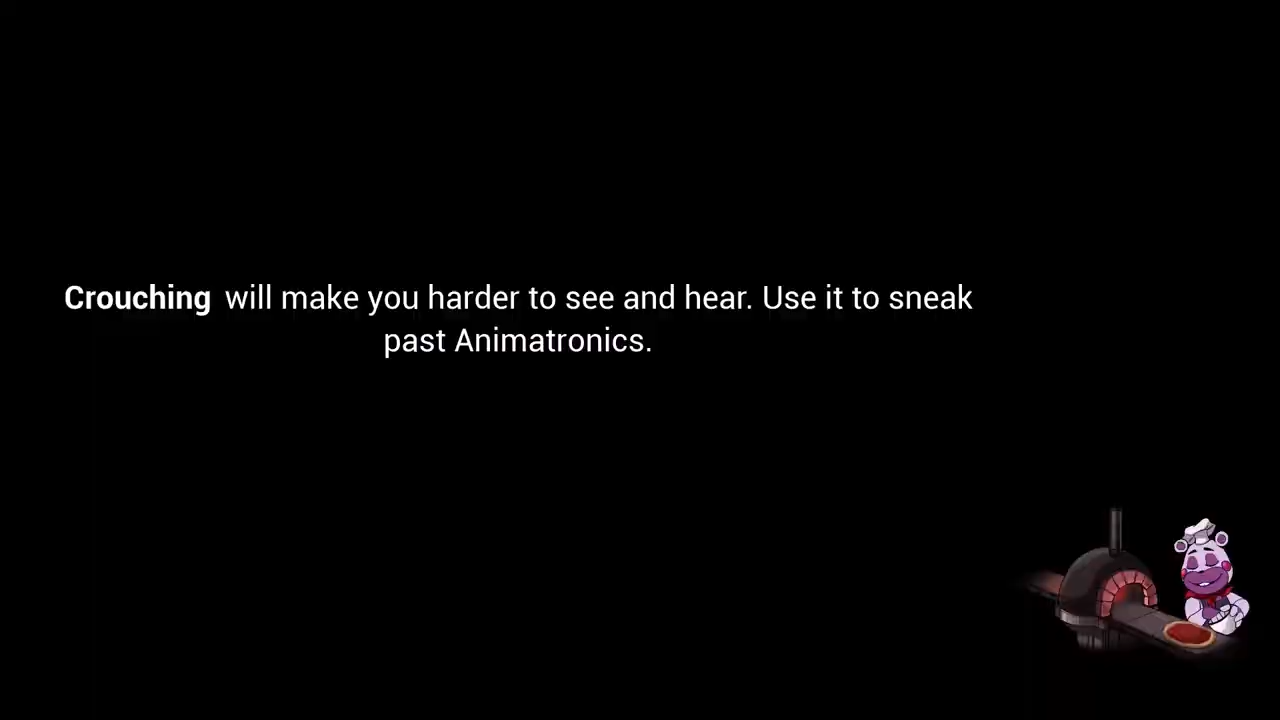 Crouching will make you harder to see and hear. Use it to sneak
past Animatronics.